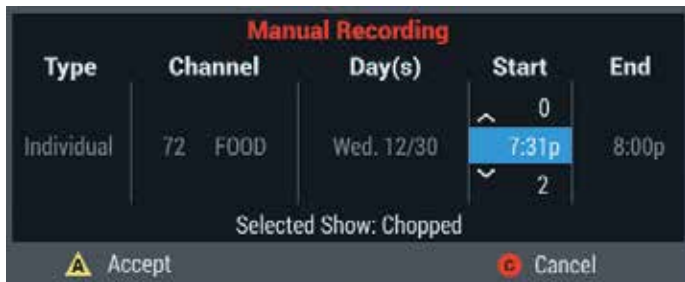 Manual Recording
Type Channel Day(s) Start End
0
Individual 72 FOOD Wed. 12/30 7:31p 8:00p
2
Selected Show: Chopped
A Accept C Cancel